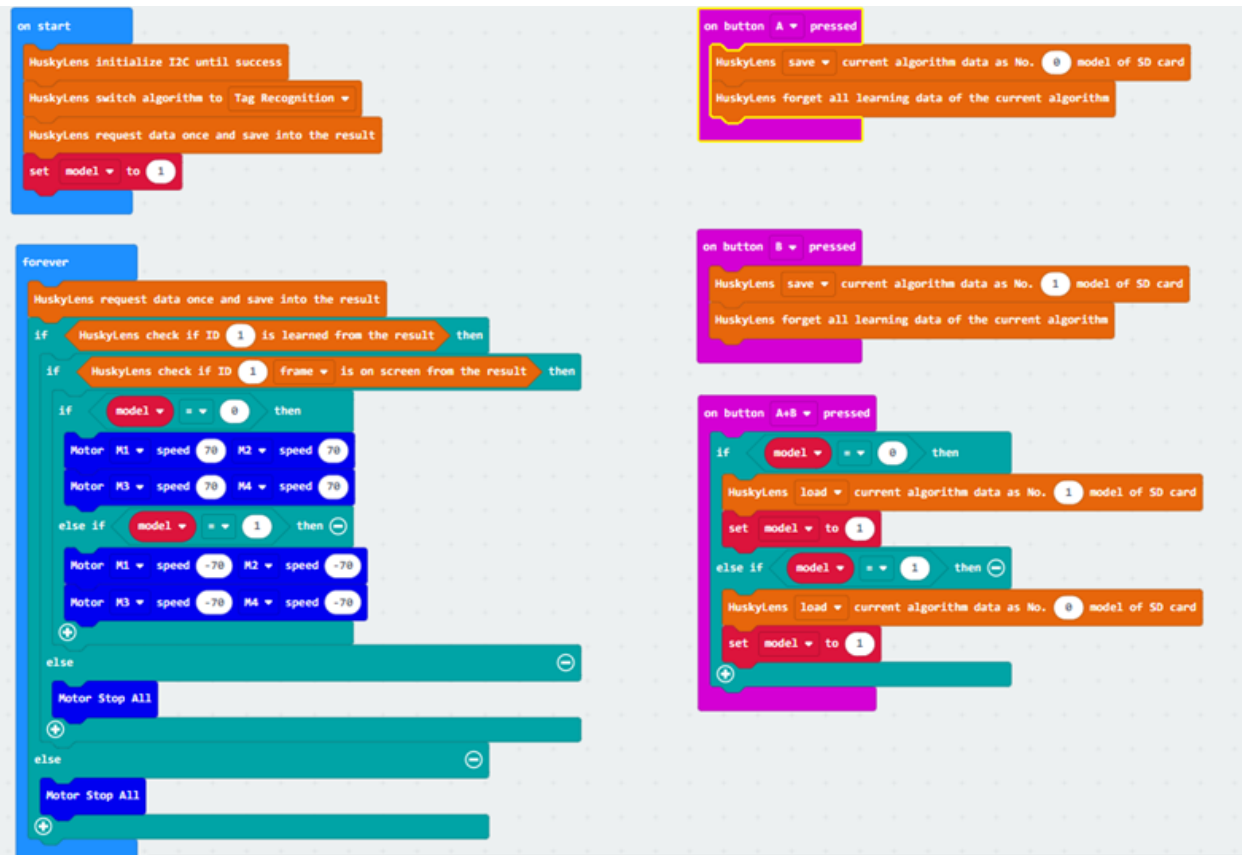 on start
HuskyLens initialize I2C until success
HuskyLens switch algorithm to Tag Recognition
HuskyLens request data once and save into the result
set model to 1
forever
HuskyLens request data once and save into the result
if HuskyLens check if ID 1 is learned from the result then
if HuskyLens check if ID 1 frame is on screen from the result then
if model = 0 then
Motor M1 speed 70 M2 speed 70
Motor M3 speed 70 M4 speed 70
else if model = 1 then
Motor M1 speed -70 M2 speed -70
Motor M3 speed -70 M4 speed -70
else
Motor Stop All
else
Motor Stop All
on button A pressed
HuskyLens save current algorithm data as No. 0 model of SD card
HuskyLens forget all learning data of the current algorithm
on button B pressed
HuskyLens save current algorithm data as No. 1 model of SD card
HuskyLens forget all learning data of the current algorithm
on button A+B pressed
if model = 0 then
HuskyLens load current algorithm data as No. 1 model of SD card
set model to 1
else if model = 1 then
HuskyLens load current algorithm data as No. 0 model of SD card
set model to 1